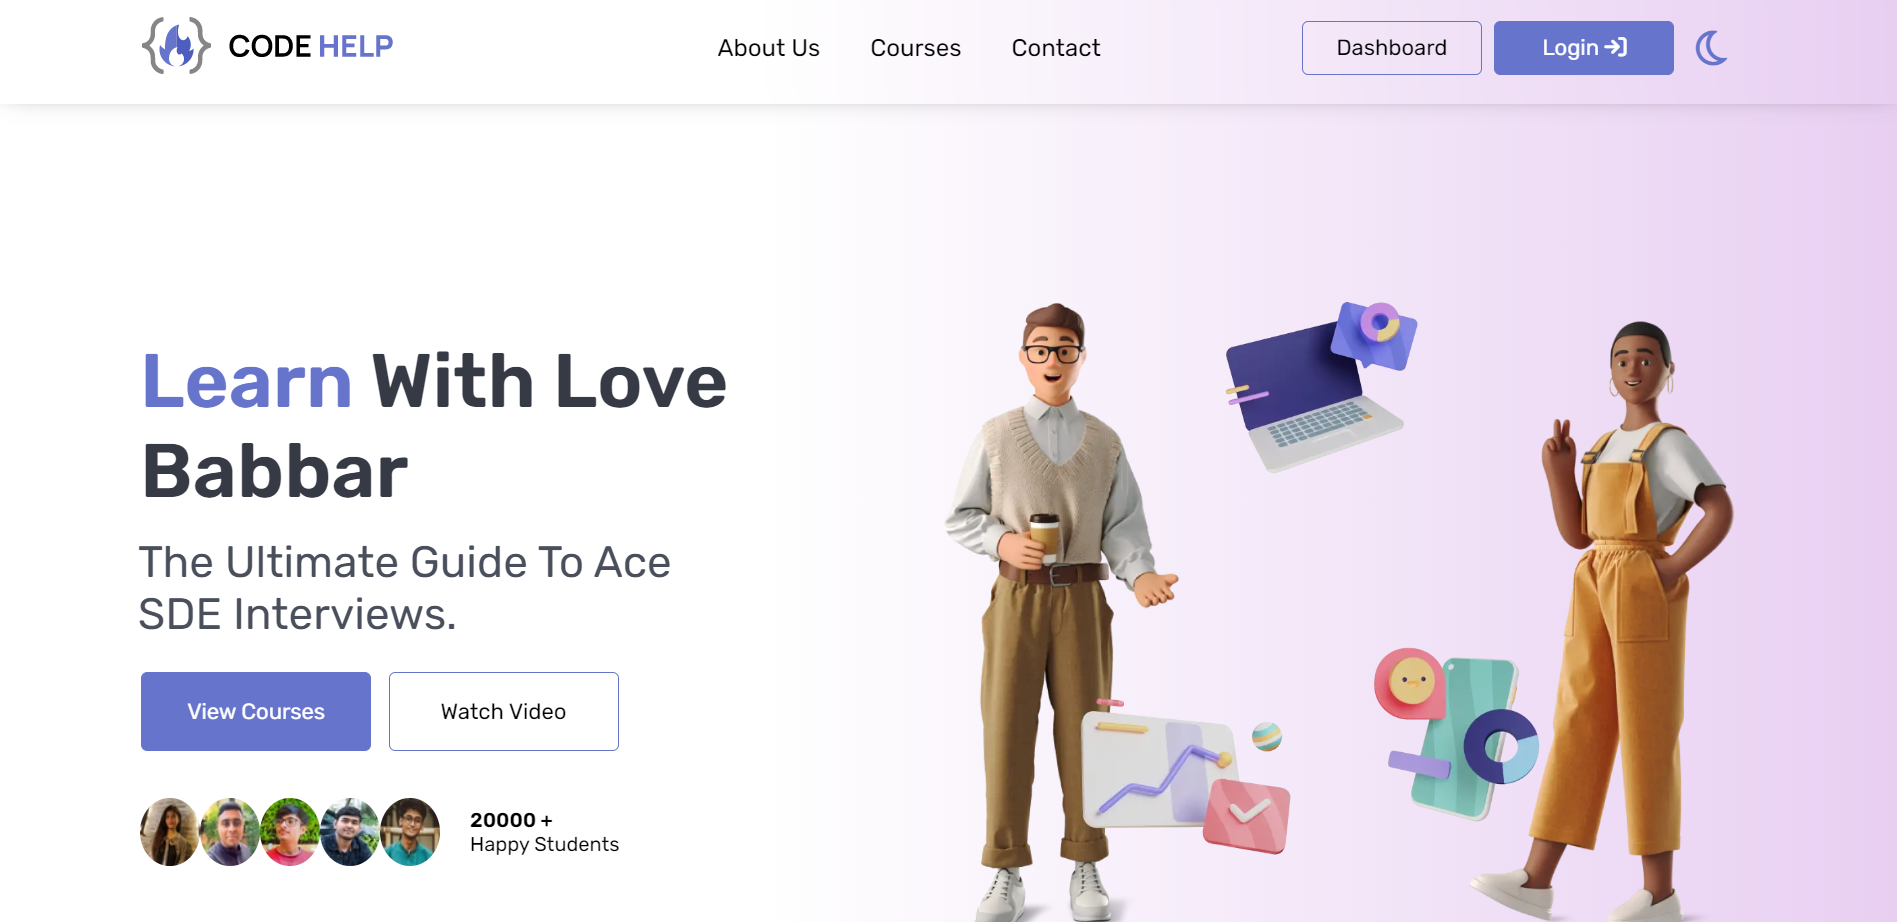 CODE HELP
About Us
Courses
Contact
Dashboard
Login
Learn With Love
Babbar
The Ultimate Guide To Ace
SDE Interviews.
View Courses
Watch Video
20000 +
Happy Students